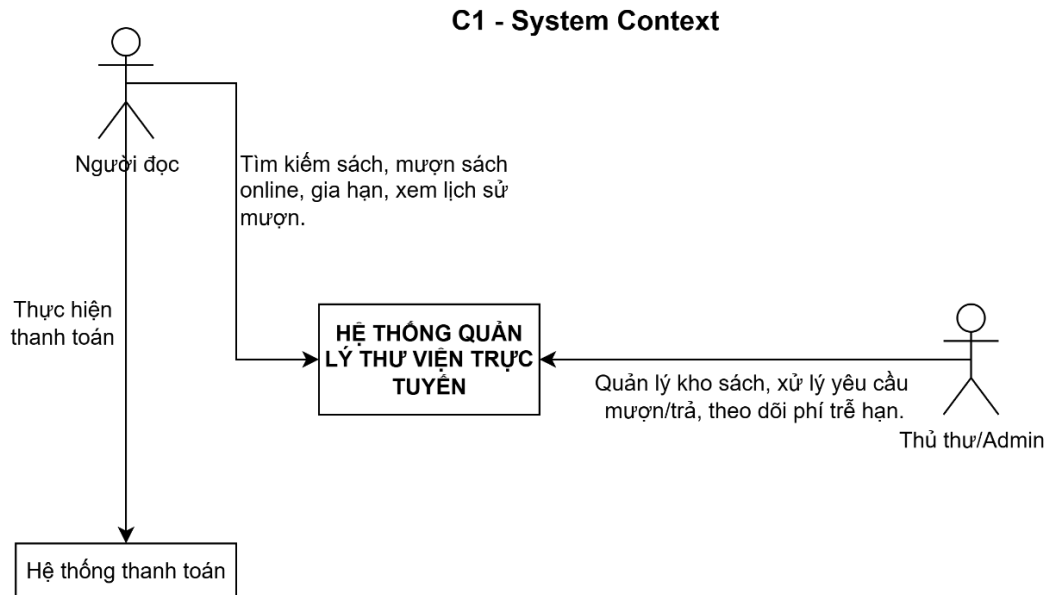 C1 - System Context
Người đọc
Tìm kiếm sách, mượn sách
online, gia hạn, xem lịch sử
mượn.
Thực hiện
thanh toán
HỆ THỐNG QUẢN
LÝ THƯ VIỆN TRỰC
TUYẾN
Quản lý kho sách, xử lý yêu cầu
mượn/trả, theo dõi phí trễ hạn.
Thủ thư/Admin
Hệ thống thanh toán